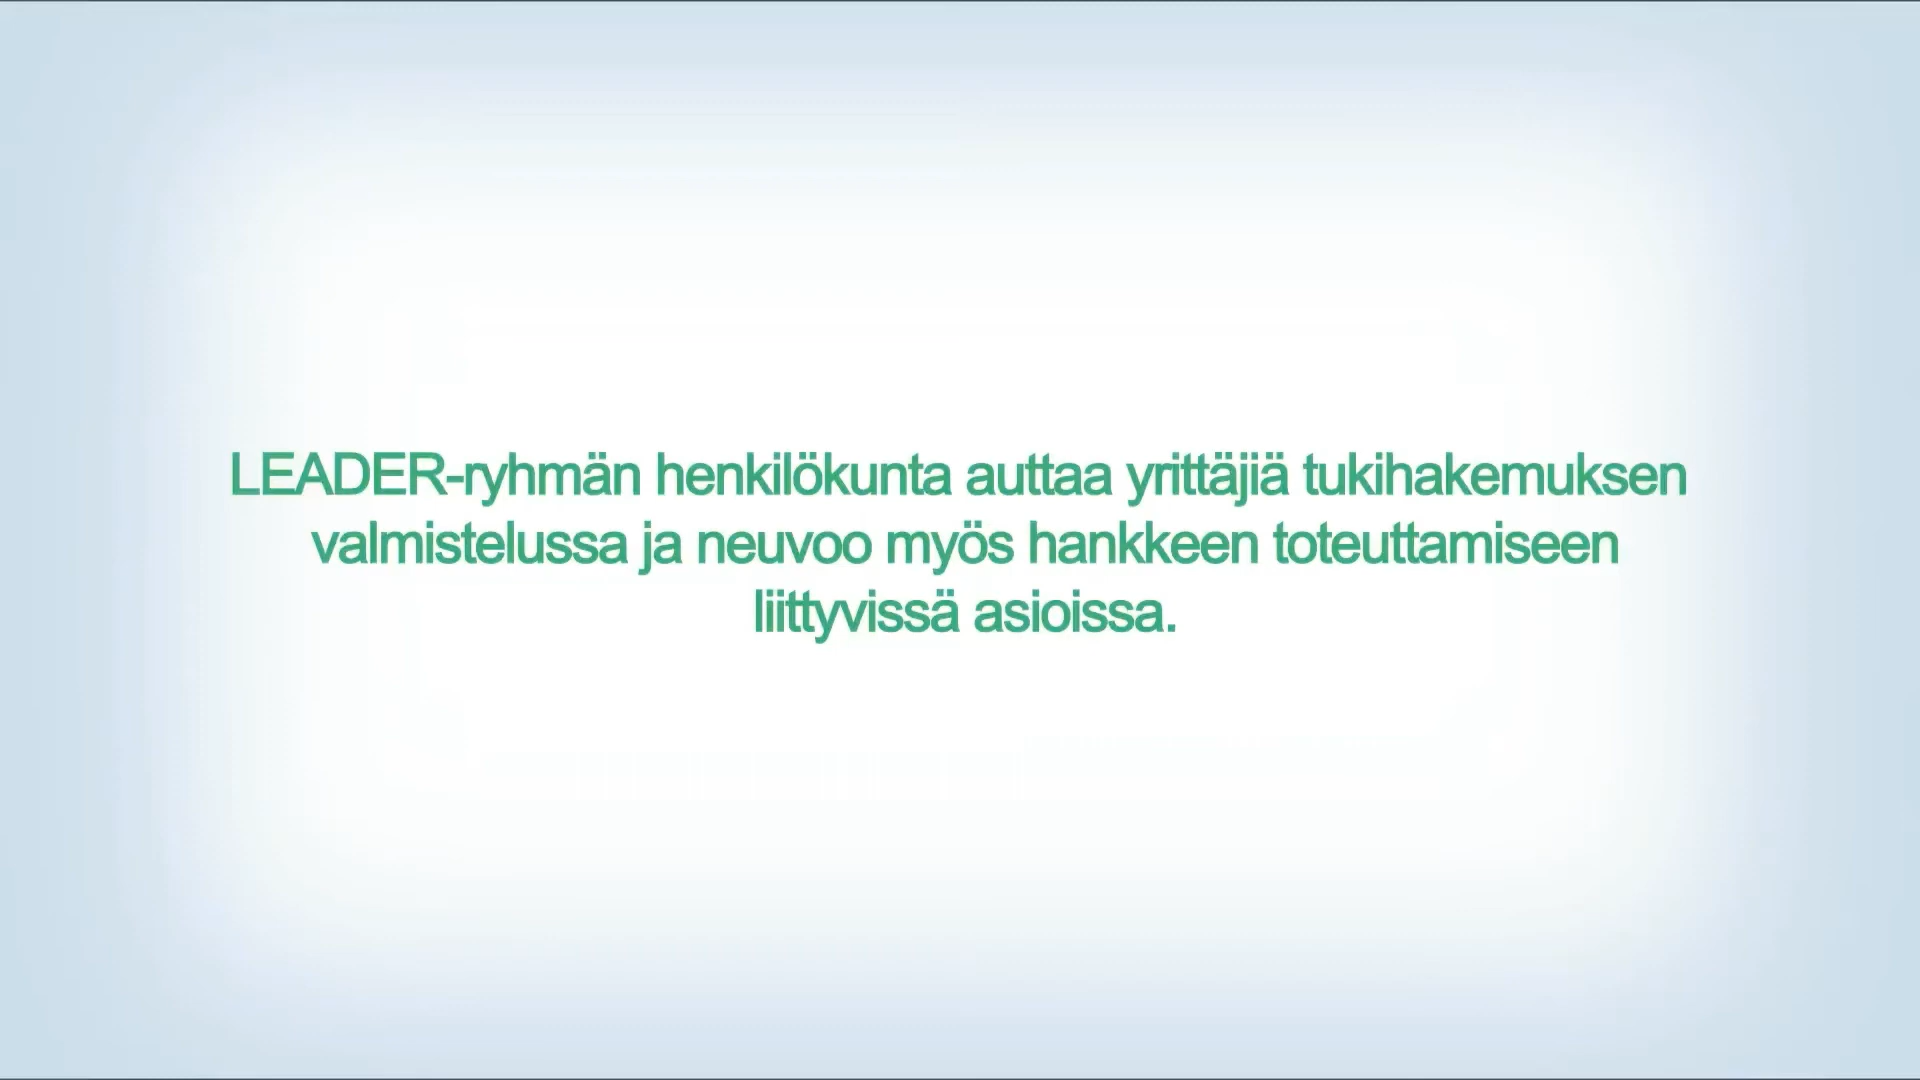 LEADER-ryhmän henkilökunta auttaa yrittäjiä tukihakemuksen
valmistelussa ja neuvoo myös hankkeen toteuttamiseen
liittyvissä asioissa.